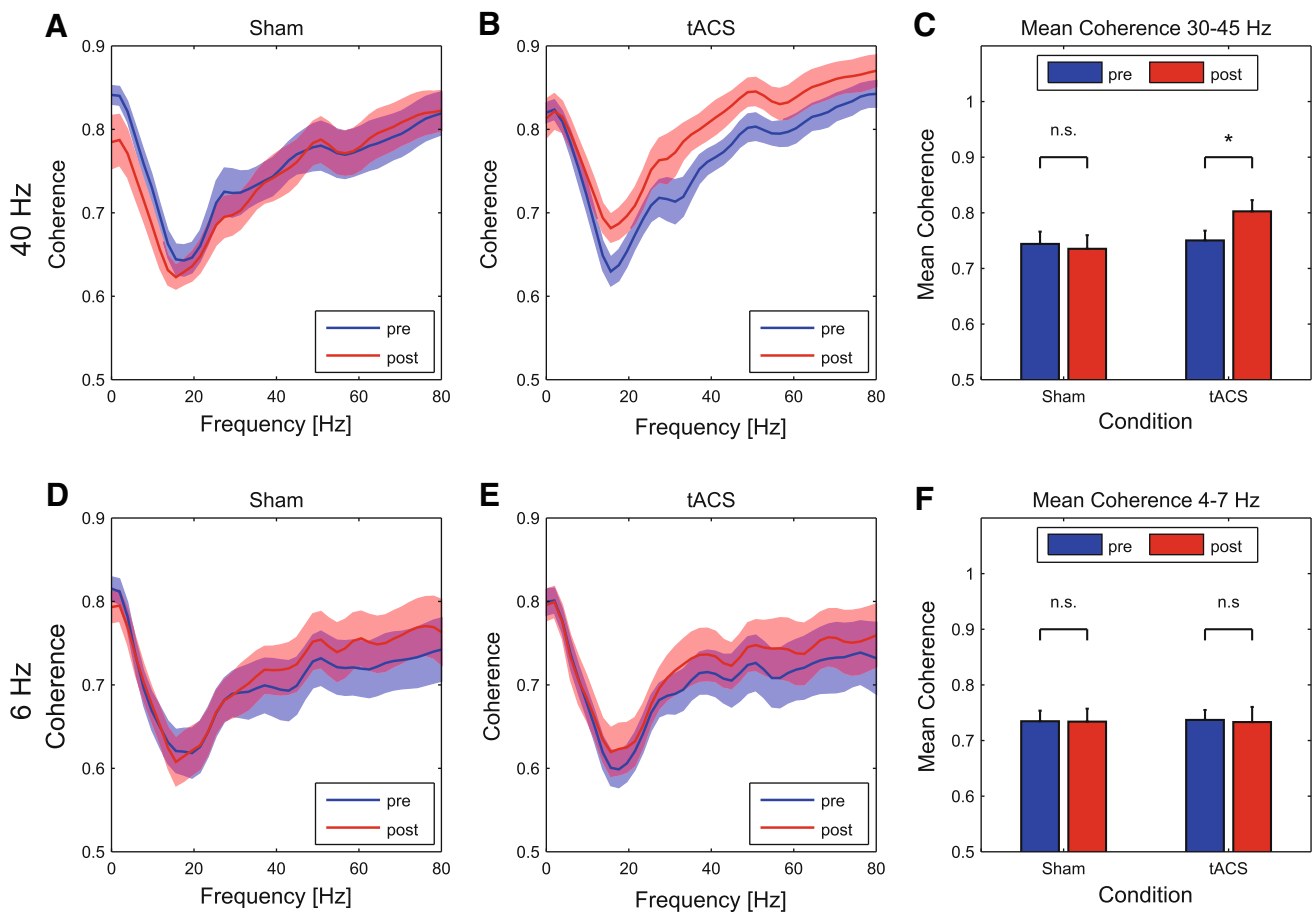 A
Sham
0.9
0.8
0.7
0.6
0.5
0 20 40 60 80
Coherence
Frequency [Hz]
pre
post
40 Hz
B
tACS
0.9
0.8
0.7
0.6
0.5
0 20 40 60 80
Coherence
Frequency [Hz]
pre
post
C
Mean Coherence 30-45 Hz
pre post
1
0.9
0.8
0.7
0.6
0.5
n.s.
*
Mean Coherence
Sham tACS
Condition
D
Sham
0.9
0.8
0.7
0.6
0.5
0 20 40 60 80
Coherence
Frequency [Hz]
pre
post
6 Hz
E
tACS
0.9
0.8
0.7
0.6
0.5
0 20 40 60 80
Coherence
Frequency [Hz]
pre
post
F
Mean Coherence 4-7 Hz
pre post
1
0.9
0.8
0.7
0.6
0.5
n.s.
n.s
Mean Coherence
Sham tACS
Condition